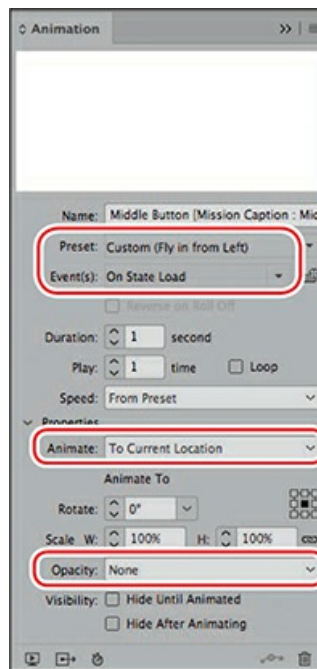 Animation
Name: Middle Button [Mission Caption : Mic
Preset: Custom (Fly in from Left)
Event(s): On State Load
Reverse on Roll Off
Duration: 1 second
Play: 1 time Loop
Speed: From Preset
Properties
Animate: To Current Location
Animate To
Rotate: 0°
Scale W: 100% H: 100%
Opacity: None
Visibility: Hide Until Animated
Hide After Animating